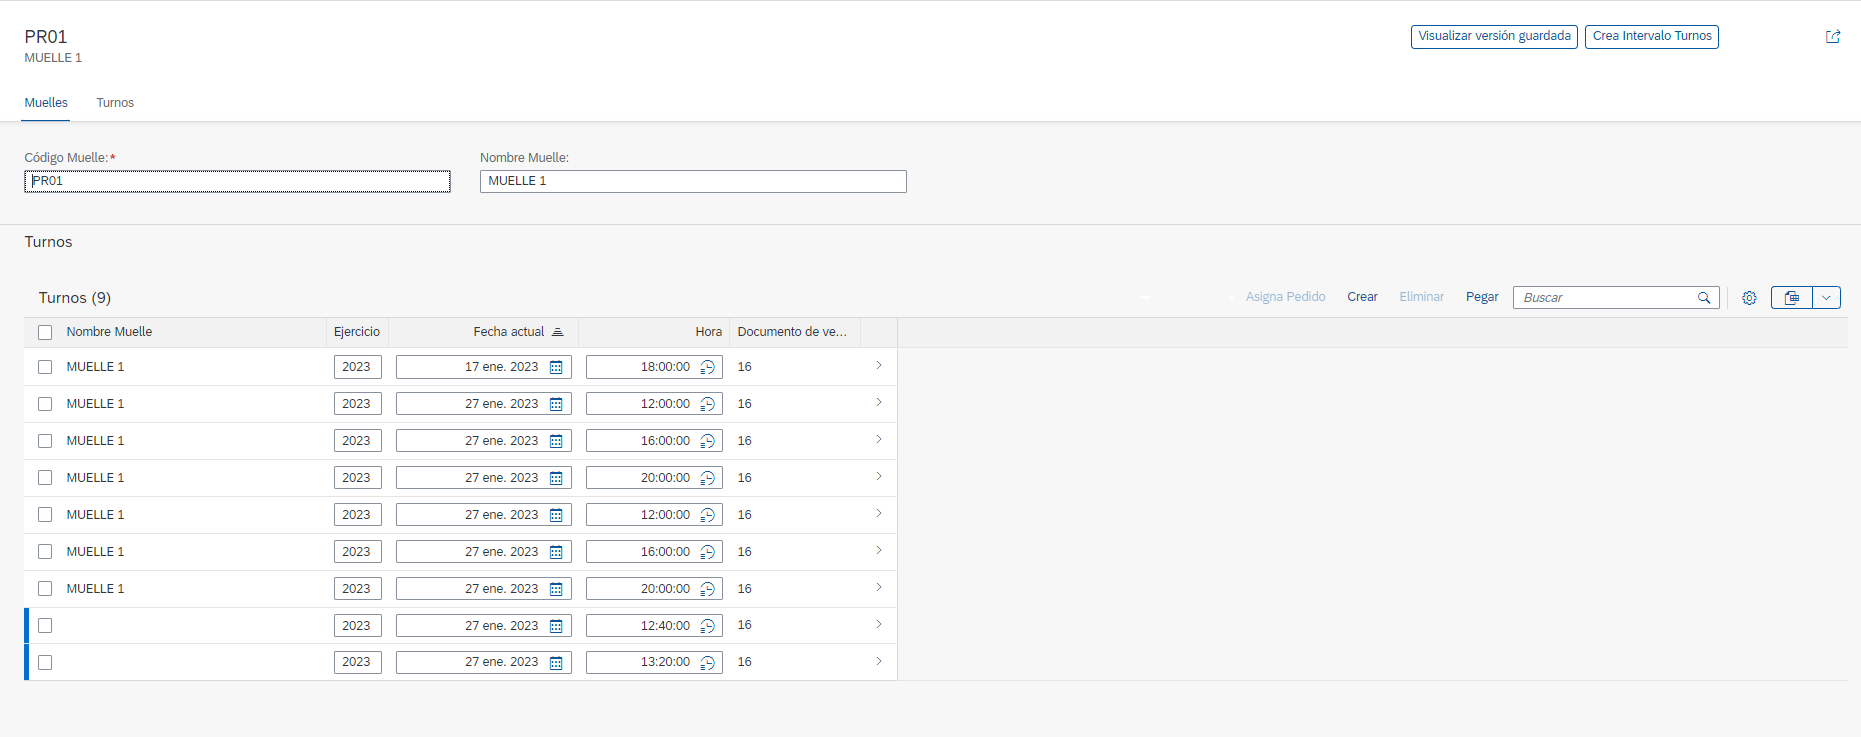 PR01
MUELLE 1
Visualizar versión guardada
Crea Intervalo Turnos
Muelles
Turnos
Código Muelle:*
Nombre Muelle:
PR01
MUELLE 1
Turnos
Turnos (9)
Asigna Pedido
Crear
Eliminar
Pegar
Buscar
Nombre Muelle Ejercicio Fecha actual Hora Documento de ve...
MUELLE 1 2023 17 ene. 2023 18:00:00 16
MUELLE 1 2023 27 ene. 2023 12:00:00 16
MUELLE 1 2023 27 ene. 2023 16:00:00 16
MUELLE 1 2023 27 ene. 2023 20:00:00 16
MUELLE 1 2023 27 ene. 2023 12:00:00 16
MUELLE 1 2023 27 ene. 2023 16:00:00 16
MUELLE 1 2023 27 ene. 2023 20:00:00 16
2023 27 ene. 2023 12:40:00 16
2023 27 ene. 2023 13:20:00 16